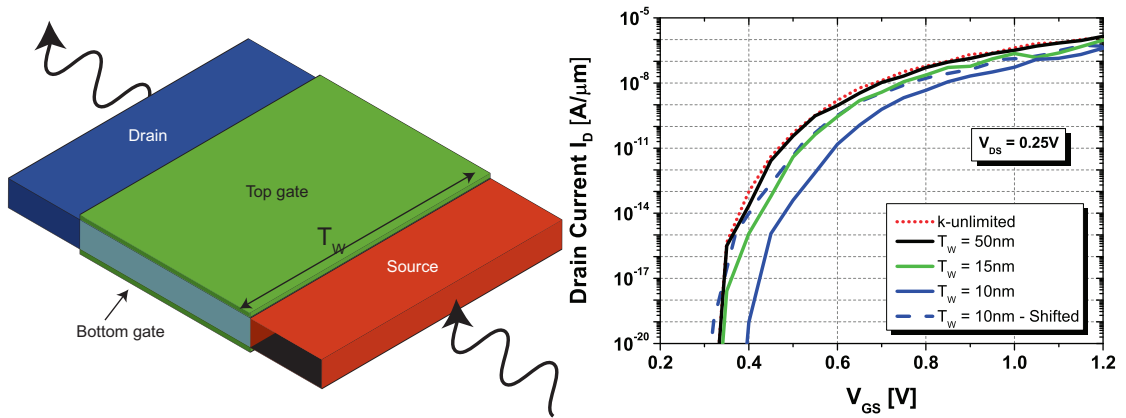 Drain
Top gate
T_W
Source
Bottom gate
Drain Current I_D [A/μm]
10^-5
10^-8
10^-11
10^-14
10^-17
10^-20
V_DS = 0.25V
k-unlimited
T_W = 50nm
T_W = 15nm
T_W = 10nm
T_W = 10nm - Shifted
0.2 0.4 0.6 0.8 1.0 1.2
V_GS [V]